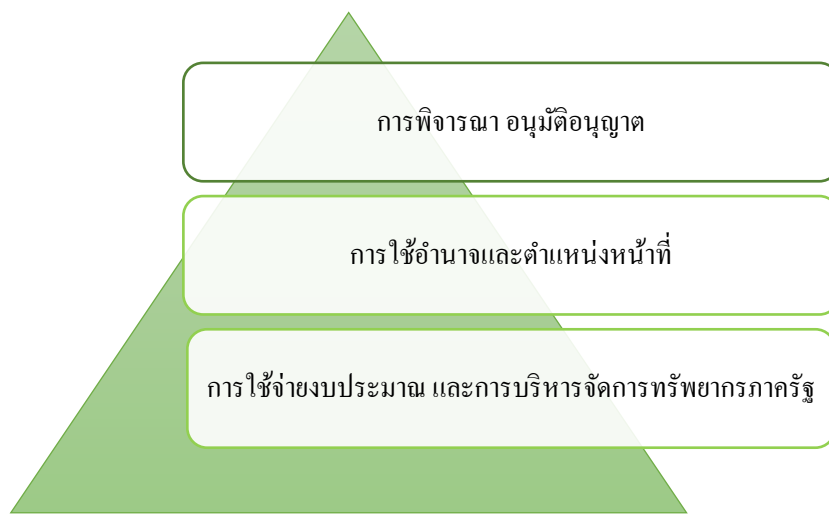 การพิจารณา อนุมัติอนุญาต
การใช้อำนาจและตำแหน่งหน้าที่
การใช้จ่ายงบประมาณ และการบริหารจัดการทรัพยากรภาครัฐ